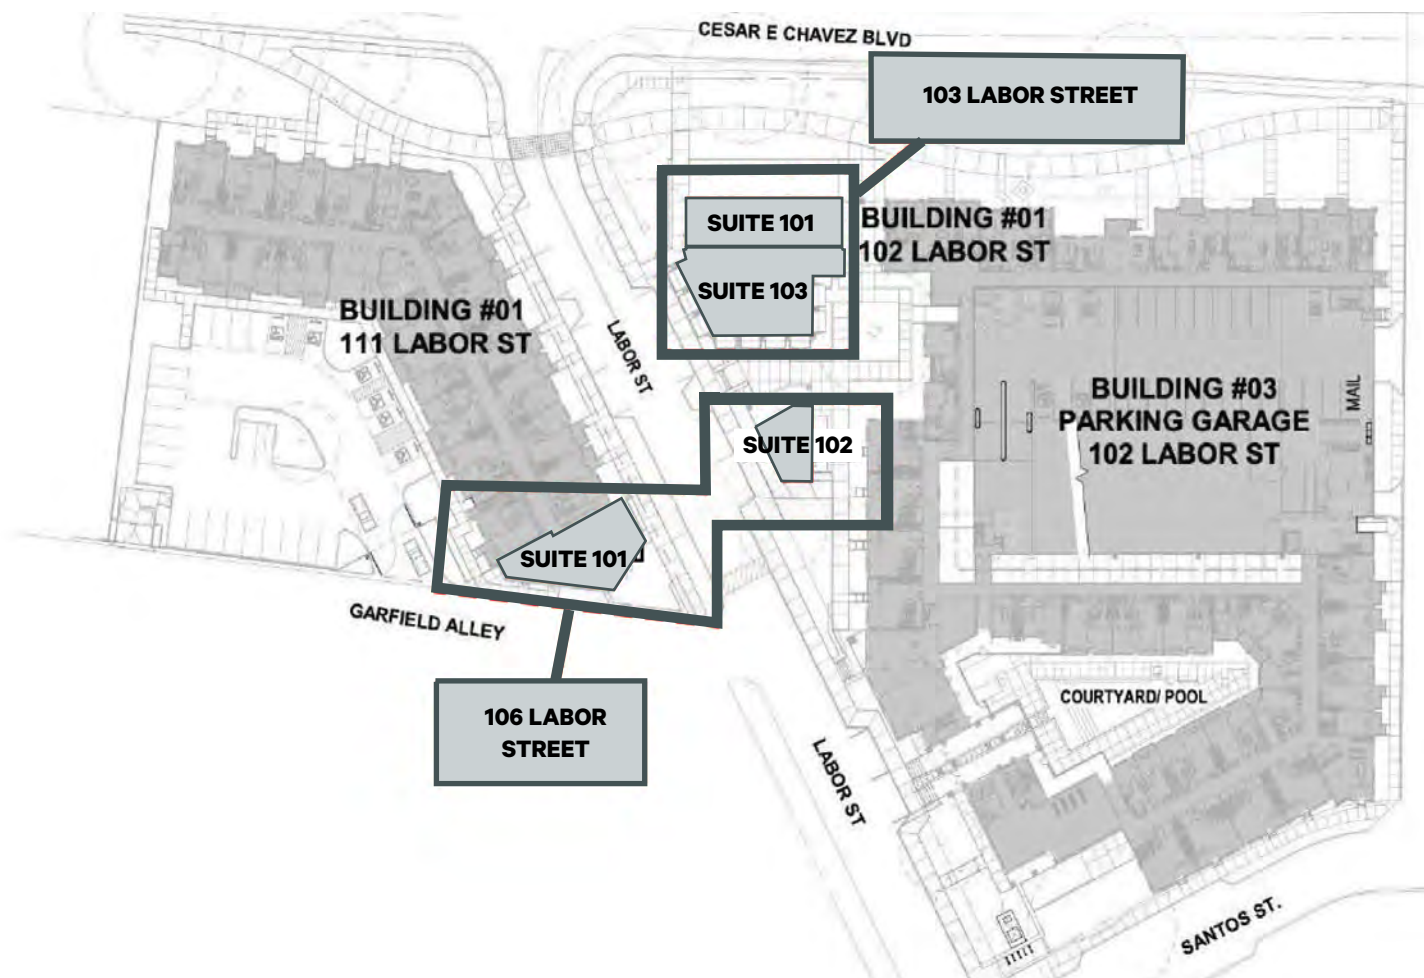 CESAR E CHAVEZ BLVD
103 LABOR STREET
SUITE 101
BUILDING #01
102 LABOR ST
SUITE 103
BUILDING #01
111 LABOR ST
LABOR ST
BUILDING #03
PARKING GARAGE
102 LABOR ST
MAIL
SUITE 102
SUITE 101
GARFIELD ALLEY
106 LABOR
STREET
COURTYARD/ POOL
LABOR ST
SANTOS ST.